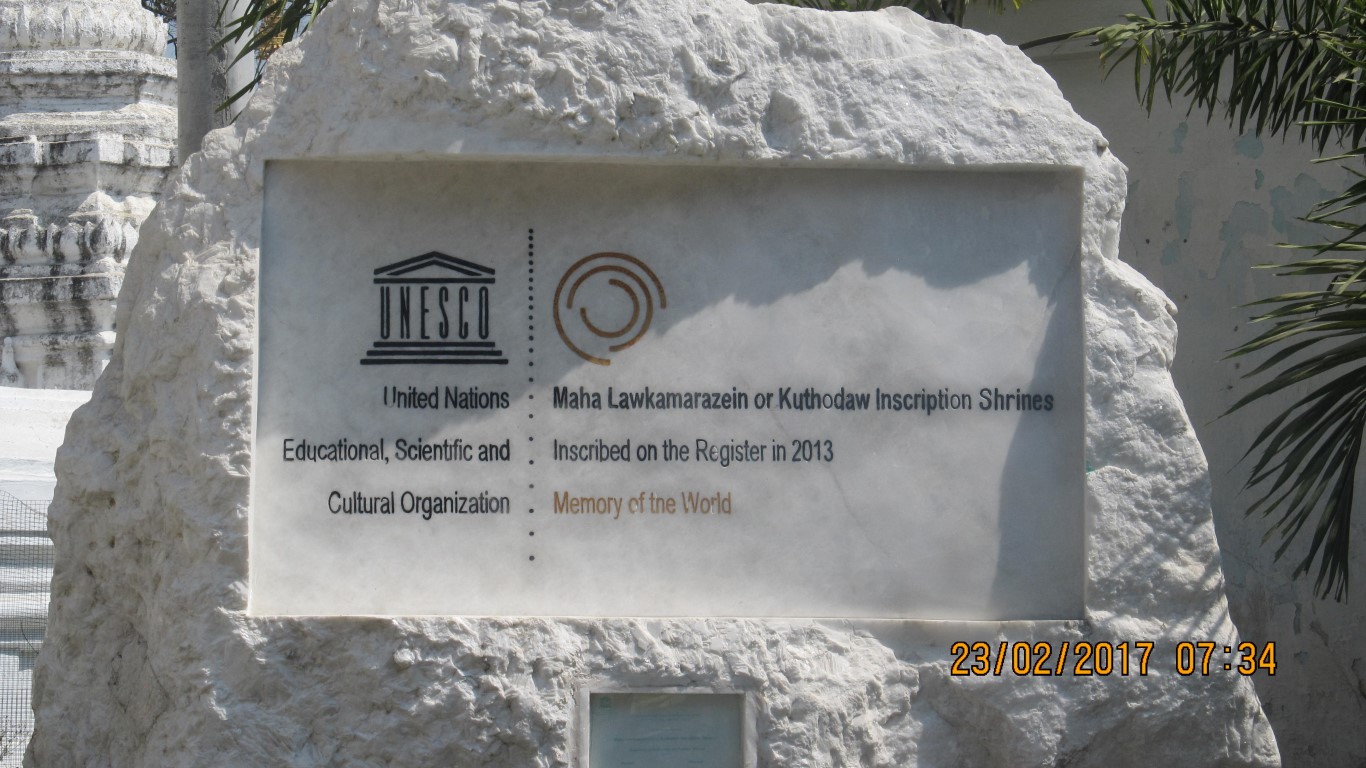 UNESCO
United Nations
Educational, Scientific and
Cultural Organization
Maha Lawkamarazein or Kuthodaw Inscription Shrines
Inscribed on the Register in 2013
Memory of the World
23/02/2017 07:34